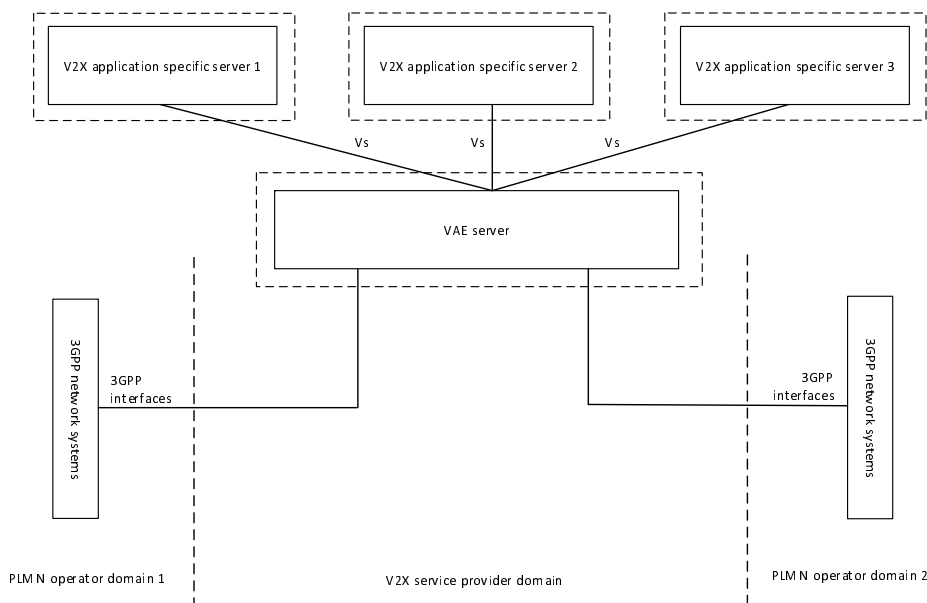 V2X application specific server 1
V2X application specific server 2
V2X application specific server 3
Vs
Vs
Vs
VAE server
3GPP network systems
3GPP
interfaces
3GPP
interfaces
3GPP network systems
PLMN operator domain 1
V2X service provider domain
PLMN operator domain 2